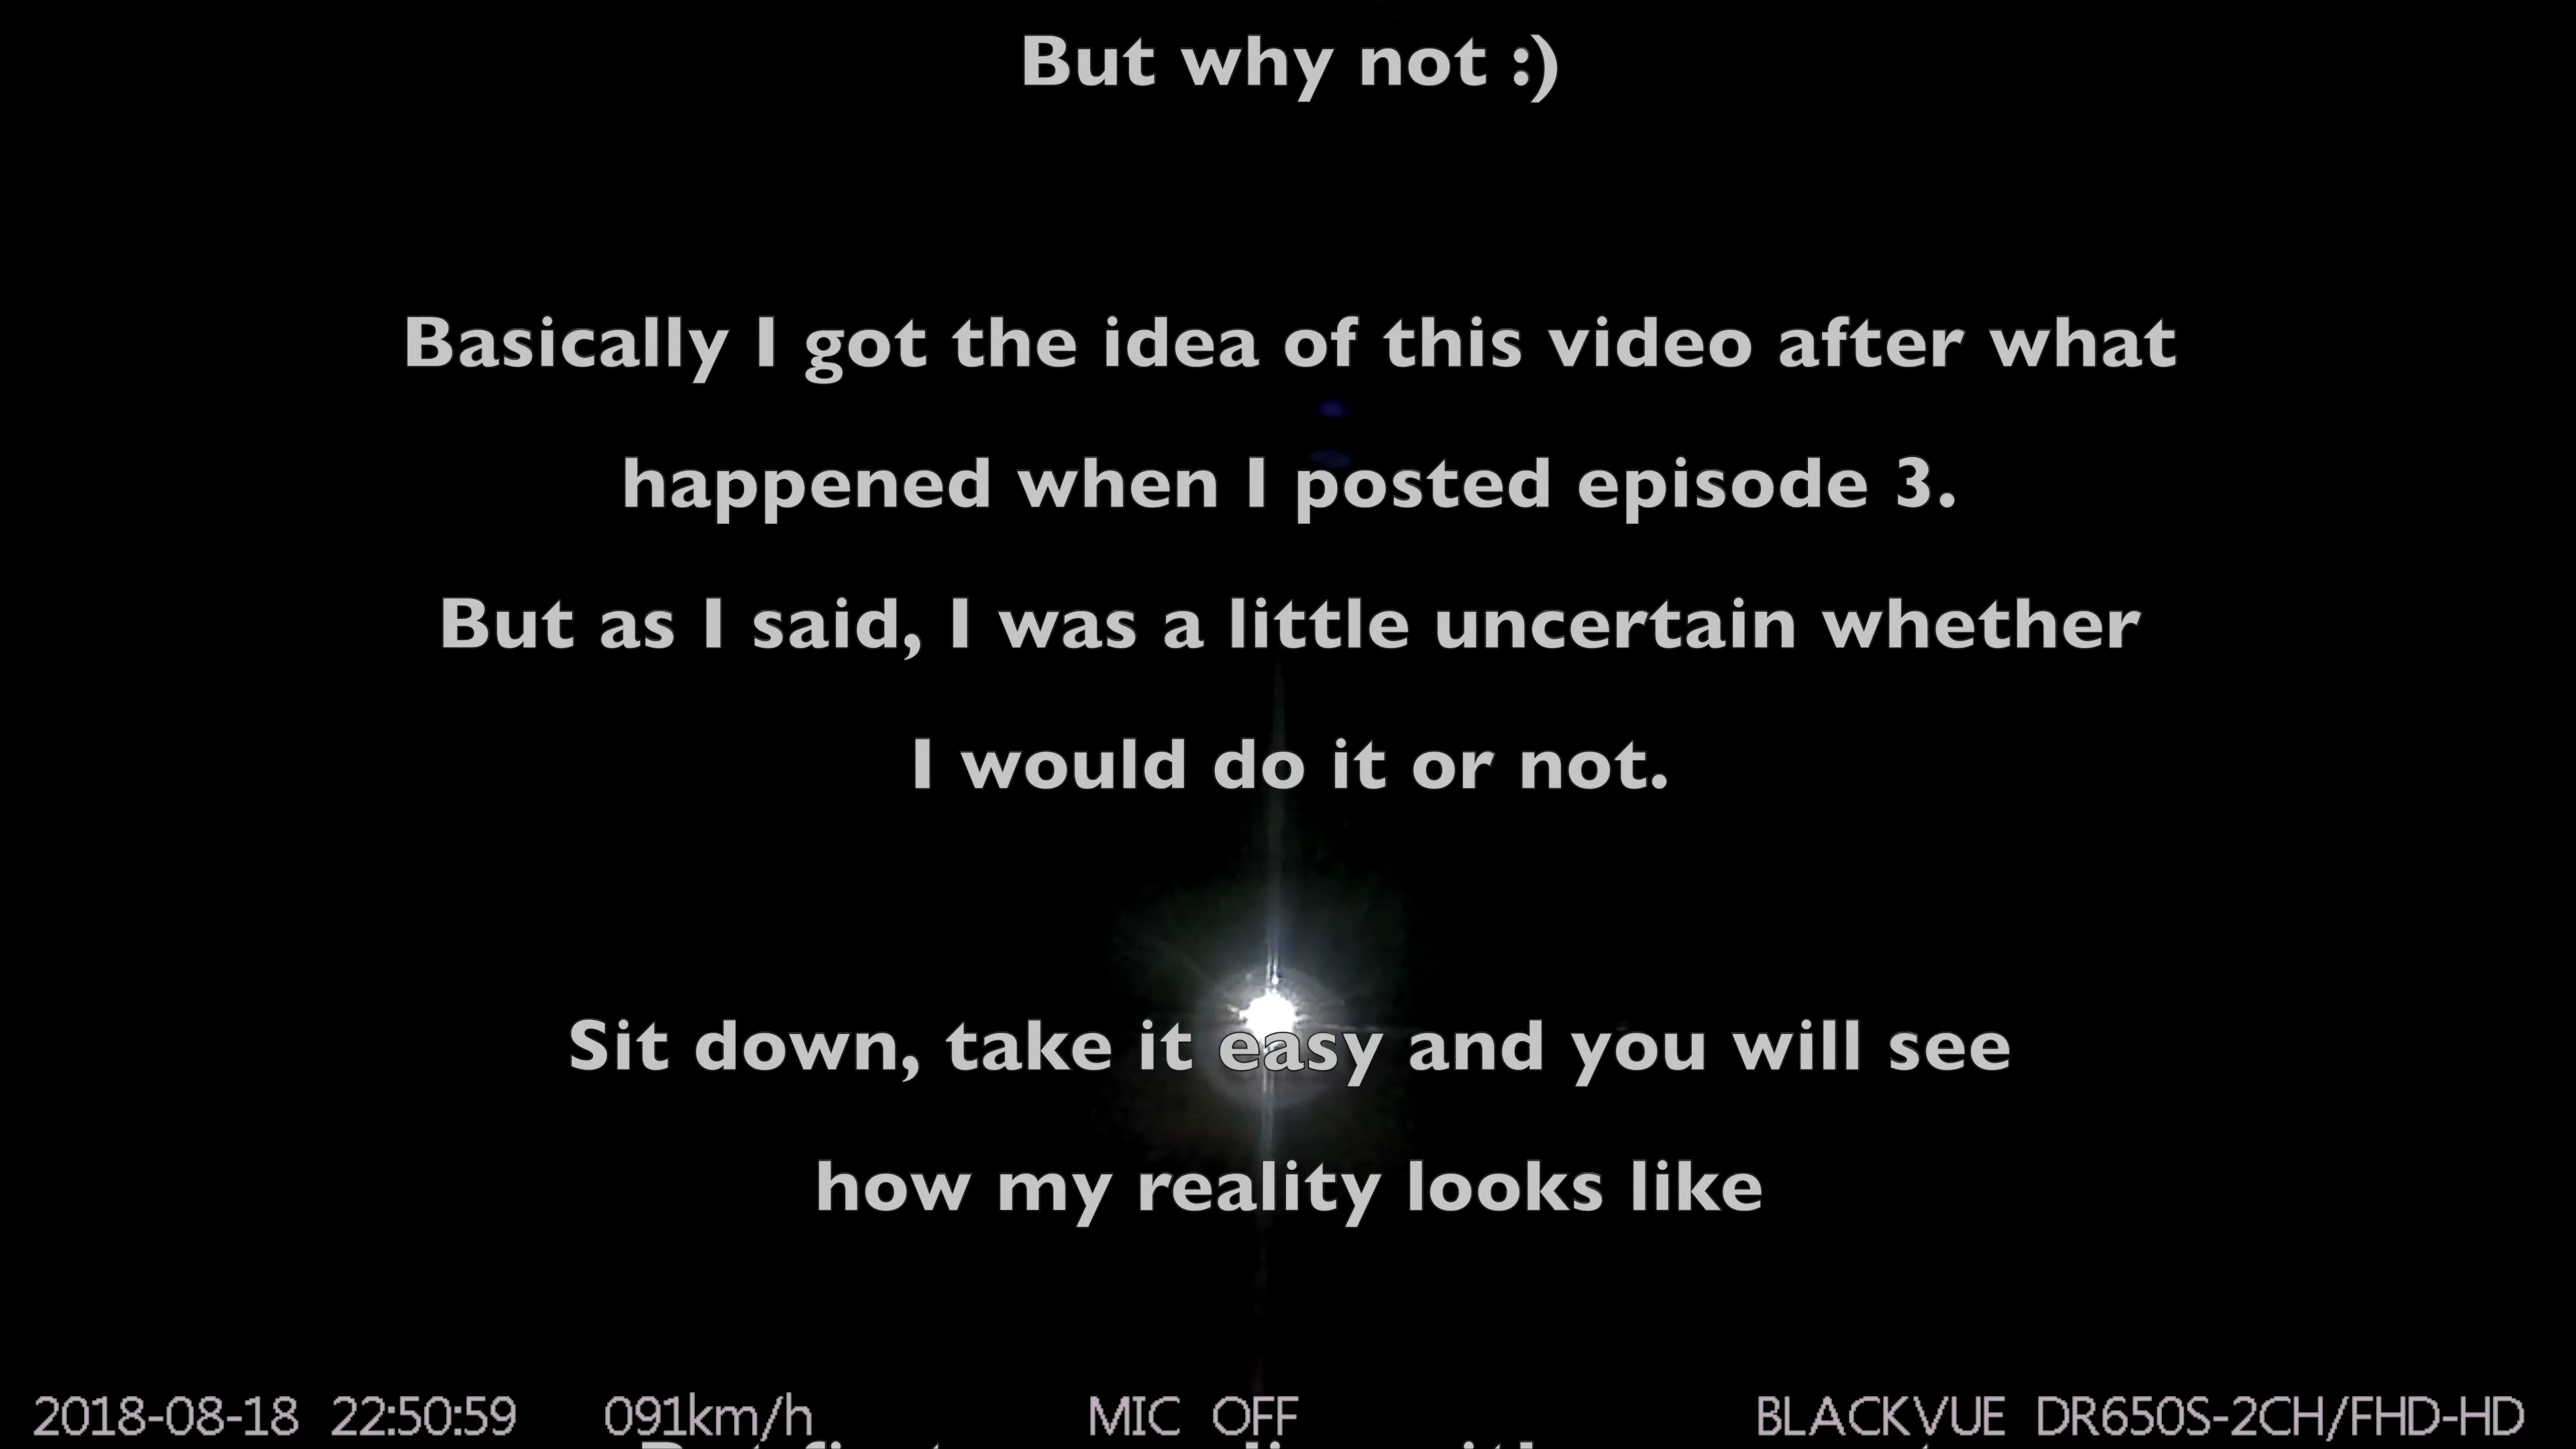 But why not :)
Basically I got the idea of this video after what
happened when I posted episode 3.
But as I said, I was a little uncertain whether
I would do it or not.
Sit down, take it easy and you will see
how my reality looks like
2018-08-18 22:50:59 091km/h MIC OFF BLACKVUE DR650S-2CH/FHD-HD